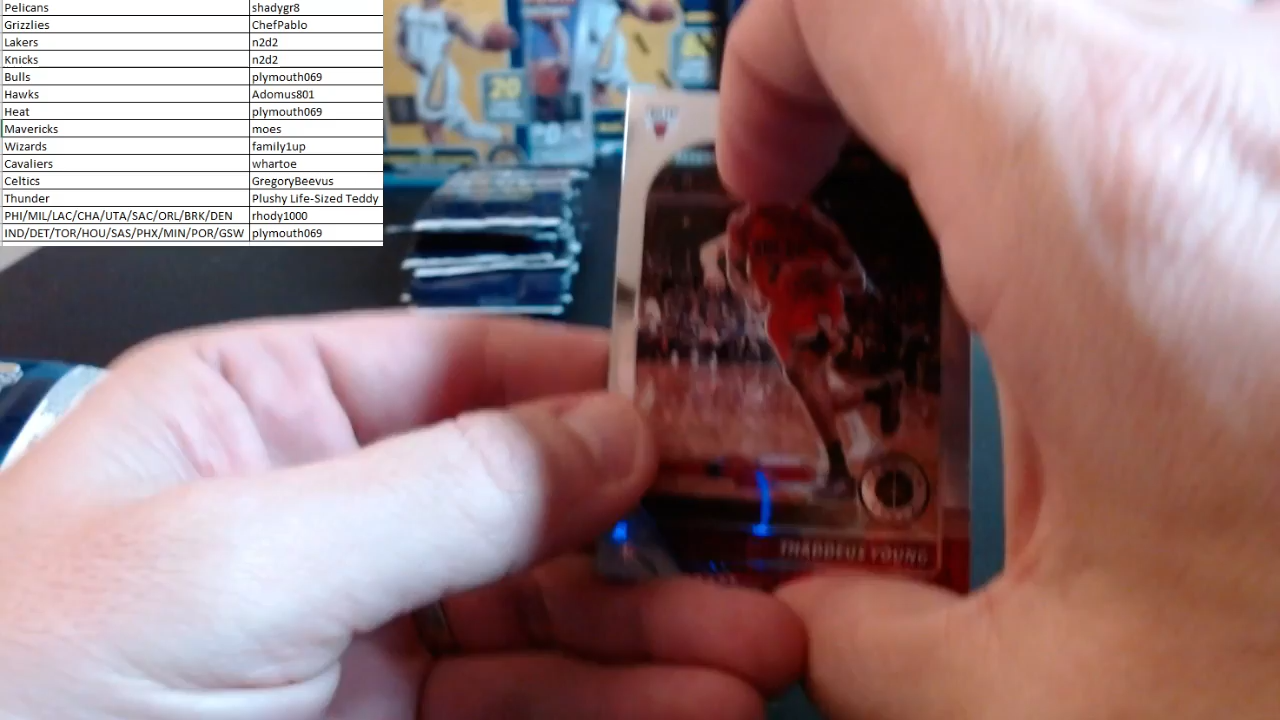 Pelicans shadygr8
Grizzlies ChefPablo
Lakers n2d2
Knicks n2d2
Bulls plymouth069
Hawks Adomus801
Heat plymouth069
Mavericks moes
Wizards family1up
Cavaliers whartoe
Celtics GregoryBeevus
Thunder Plushy Life-Sized Teddy
PHI/MIL/LAC/CHA/UTA/SAC/ORL/BRK/DEN rhody1000
IND/DET/TOR/HOU/SAS/PHX/MIN/POR/GSW plymouth069
20
THADDEUS YOUNG